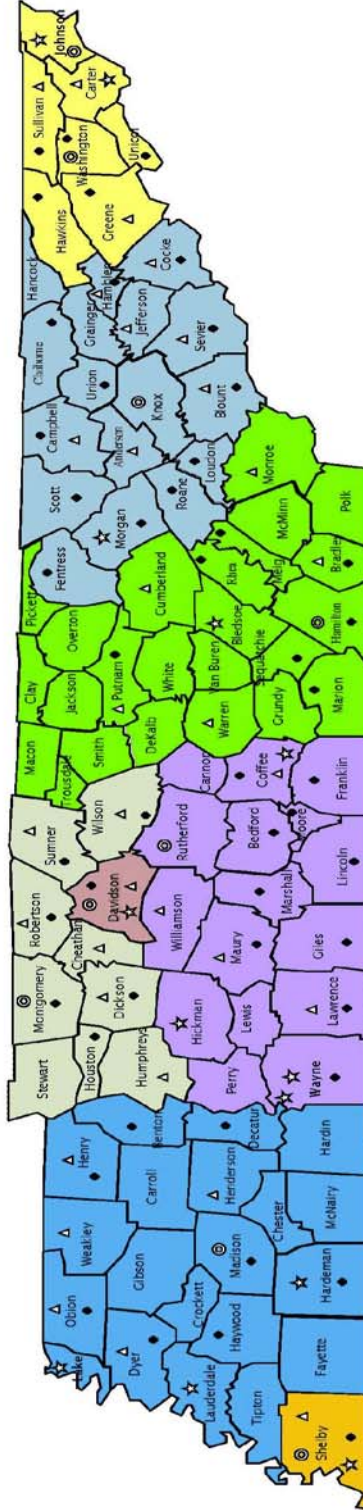 Lake
Obion
Weakley
Henry
Dyer
Gibson
Carroll
Benton
Lauderdale
Crockett
Haywood
Madison
Henderson
Decatur
Tipton
Chester
Shelby
Fayette
Hardeman
McNairy
Hardin
Stewart
Montgomery
Robertson
Sumner
Houston
Cheatham
Dickson
Davidson
Wilson
Humphreys
Hickman
Williamson
Rutherford
Cannon
Perry
Lewis
Maury
Marshall
Bedford
Coffee
Wayne
Lawrence
Giles
Lincoln
Moore
Franklin
Macon
Clay
Pickett
Trousdale
Jackson
Overton
Smith
Putnam
DeKalb
White
Cumberland
Warren
Van Buren
Bledsoe
Rhea
Grundy
Sequatchie
Meig
McMinn
Monroe
Marion
Hamilton
Bradley
Polk
Fentress
Scott
Campbell
Claiborne
Hancock
Morgan
Anderson
Union
Grainger
Hamblen
Roane
Knox
Jefferson
Cocke
Loudon
Blount
Sevier
Hawkins
Sullivan
Johnson
Greene
Washington
Carter
Unicoi